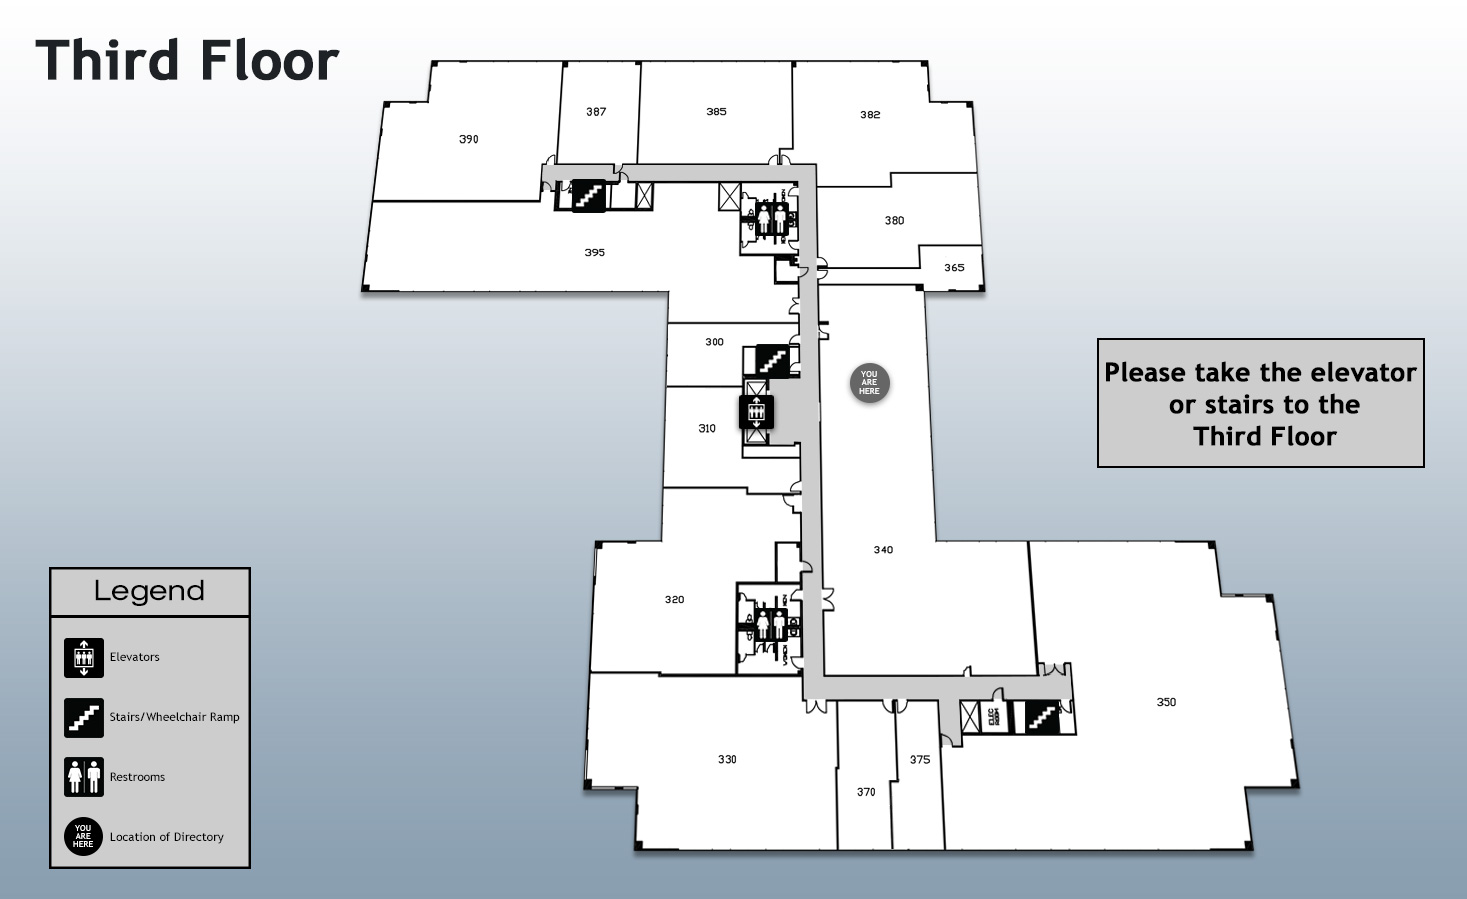 Third Floor
387
385
382
390
380
395
365
300
YOU
ARE
HERE
310
Please take the elevator
or stairs to the
Third Floor
340
320
MEN
WOMEN
350
ELEC
ROOM
330
375
370
Legend
Elevators
Stairs/Wheelchair Ramp
Restrooms
YOU
ARE
HERE
Location of Directory